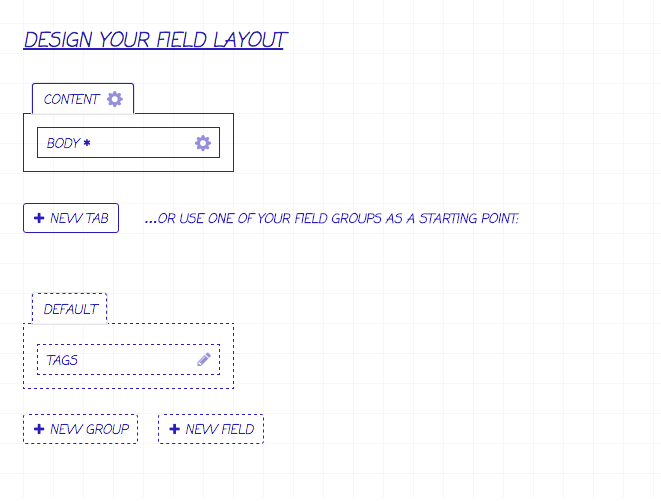 DESIGN YOUR FIELD LAYOUT
CONTENT
BODY *
+ NEW TAB
...OR USE ONE OF YOUR FIELD GROUPS AS A STARTING POINT:
DEFAULT
TAGS
+ NEW GROUP
+ NEW FIELD